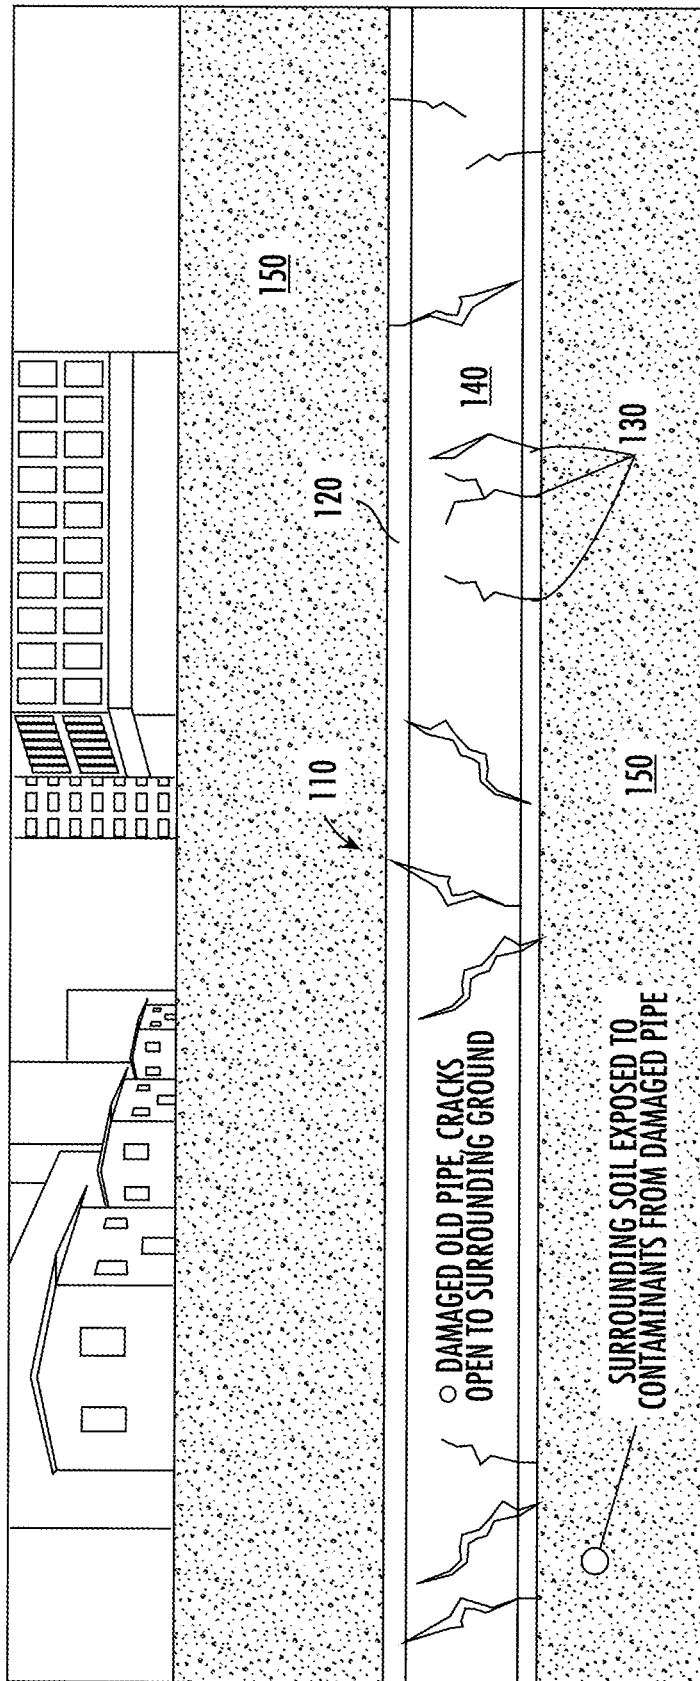 150
120
140
130
110
150
DAMAGED OLD PIPE, CRACKS
OPEN TO SURROUNDING GROUND
SURROUNDING SOIL EXPOSED TO
CONTAMINANTS FROM DAMAGED PIPE